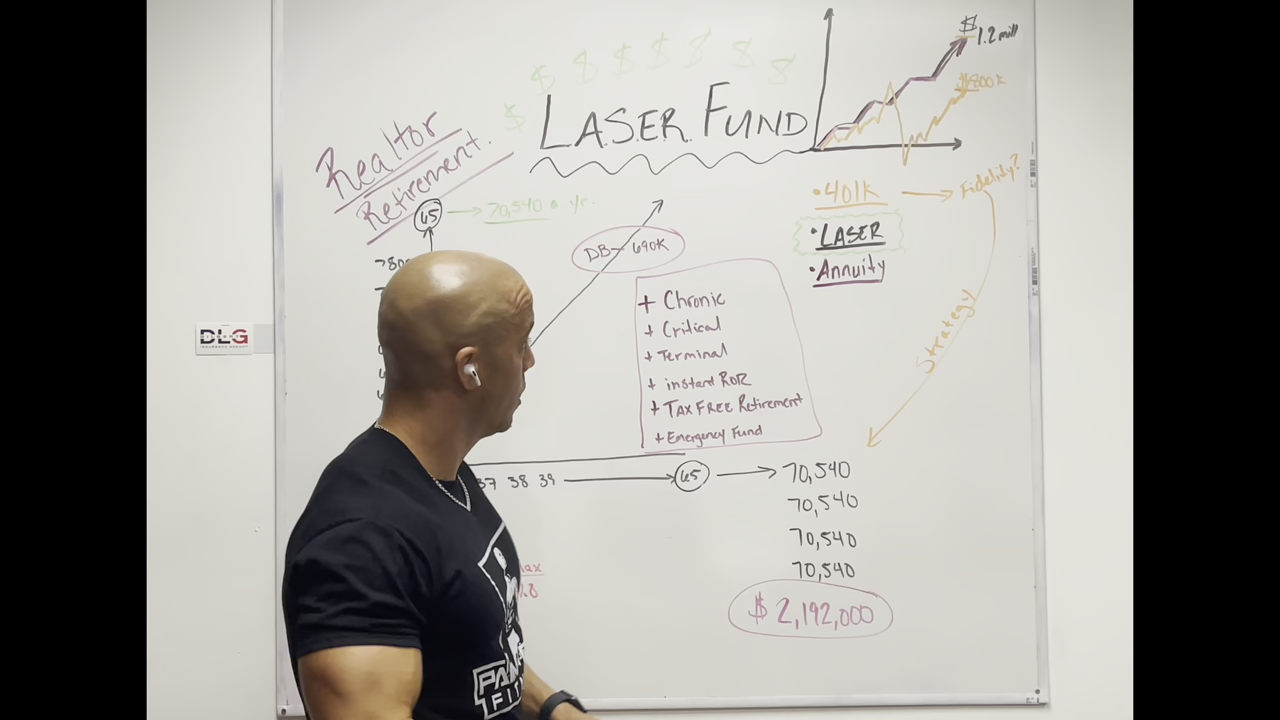 Realtor
Retirement.
L.A.S.E.R. FUND
$ $ $ $ $ $ $ $
$
1.2 mill
$800K
65 → 70,540 a yr.
DB- 690K
• 401K → Fidelity?
• LASER
• Annuity
Strategy
+ Chronic
+ Critical
+ Terminal
+ instant ROR
+ TAX FREE Retirement
+ Emergency Fund
37 38 39 → 65 → 70,540
70,540
70,540
70,540
$ 2,192,000
DLG